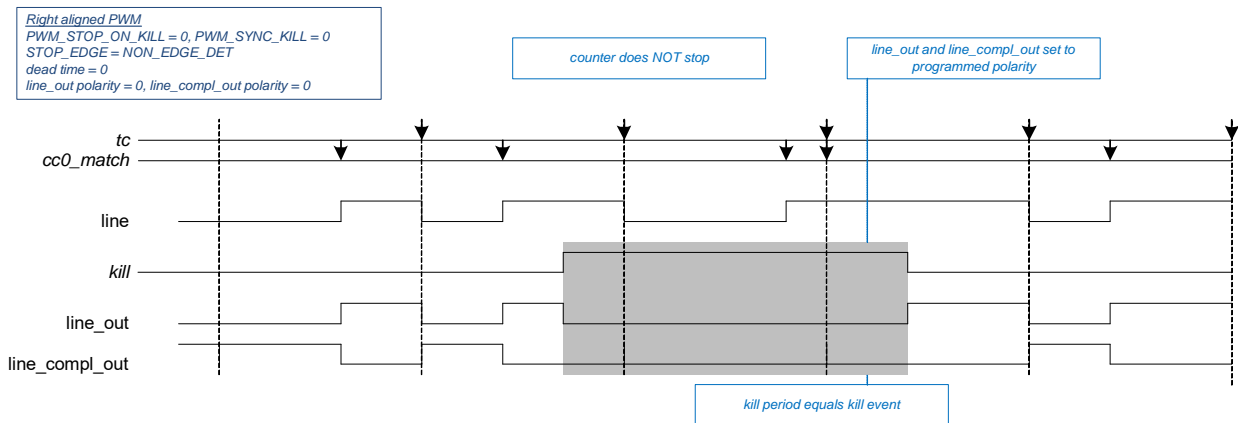 Right aligned PWM
PWM_STOP_ON_KILL = 0, PWM_SYNC_KILL = 0
STOP_EDGE = NON_EDGE_DET
dead time = 0
line_out polarity = 0, line_compl_out polarity = 0
counter does NOT stop
line_out and line_compl_out set to
programmed polarity
tc
cc0_match
line
kill
line_out
line_compl_out
kill period equals kill event